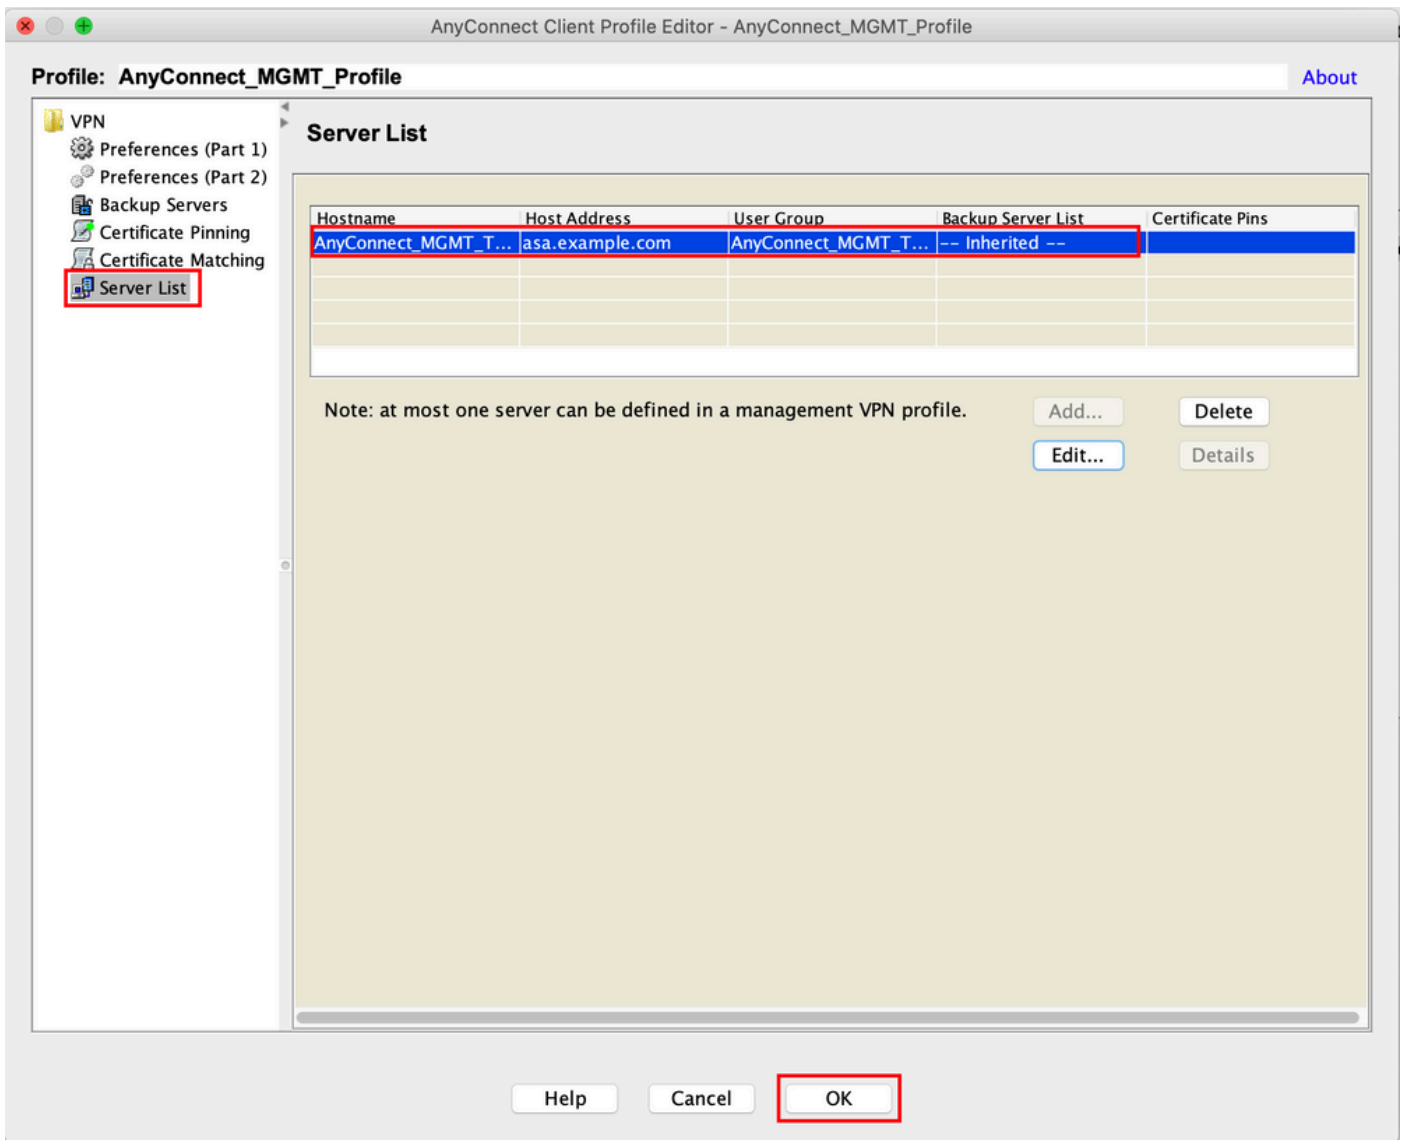 AnyConnect Client Profile Editor - AnyConnect_MGMT_Profile
Profile: AnyConnect_MGMT_Profile About
VPN
Preferences (Part 1)
Preferences (Part 2)
Backup Servers
Certificate Pinning
Certificate Matching
Server List
Server List
Hostname Host Address User Group Backup Server List Certificate Pins
AnyConnect_MGMT_T... asa.example.com AnyConnect_MGMT_T... -- Inherited --
Note: at most one server can be defined in a management VPN profile. Add... Delete
Edit... Details
Help Cancel OK